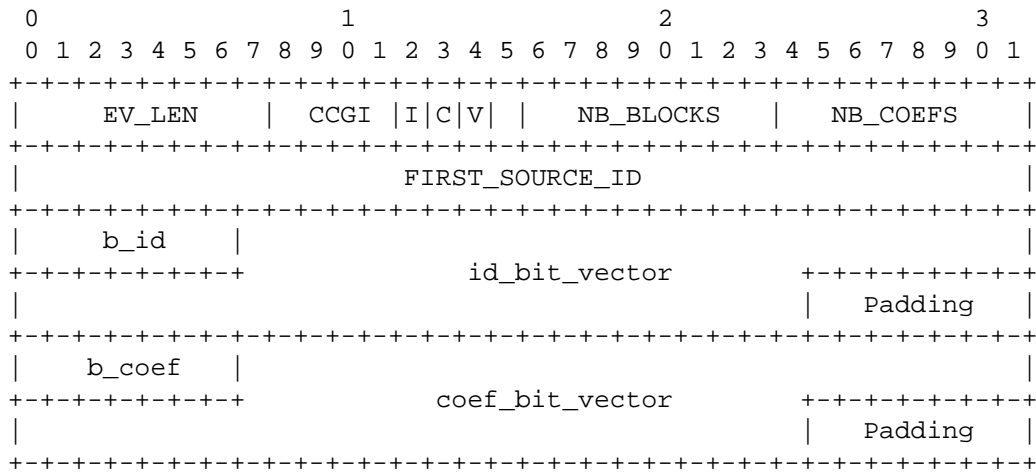 0                   1                   2                   3
 0 1 2 3 4 5 6 7 8 9 0 1 2 3 4 5 6 7 8 9 0 1 2 3 4 5 6 7 8 9 0 1
+-+-+-+-+-+-+-+-+-+-+-+-+-+-+-+-+-+-+-+-+-+-+-+-+-+-+-+-+-+-+-+-+
|     EV_LEN    |  CCGI |I|C|V| |   NB_BLOCKS   |   NB_COEFS    |
+-+-+-+-+-+-+-+-+-+-+-+-+-+-+-+-+-+-+-+-+-+-+-+-+-+-+-+-+-+-+-+-+
|                        FIRST_SOURCE_ID                        |
+-+-+-+-+-+-+-+-+-+-+-+-+-+-+-+-+-+-+-+-+-+-+-+-+-+-+-+-+-+-+-+-+
|     b_id    |                                                 |
+-+-+-+-+-+-+-+              id_bit_vector        +-+-+-+-+-+-+-+
|                                                 |   Padding   |
+-+-+-+-+-+-+-+-+-+-+-+-+-+-+-+-+-+-+-+-+-+-+-+-+-+-+-+-+-+-+-+-+
|    b_coef   |                                                 |
+-+-+-+-+-+-+-+            coef_bit_vector        +-+-+-+-+-+-+-+
|                                                 |   Padding   |
+-+-+-+-+-+-+-+-+-+-+-+-+-+-+-+-+-+-+-+-+-+-+-+-+-+-+-+-+-+-+-+-+